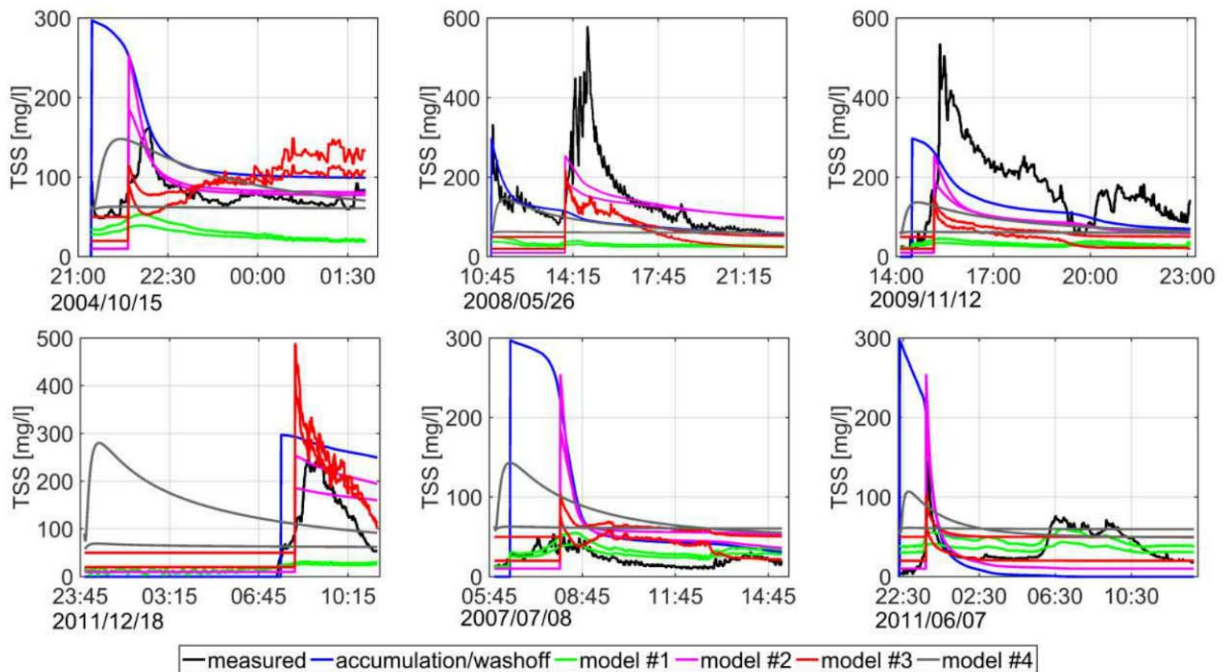 300 600 600
TSS [mg/l] TSS [mg/l] TSS [mg/l]
200 400 400
100 200 200
0 0 0
21:00 22:30 00:00 01:30 10:45 14:15 17:45 21:15 14:00 17:00 20:00 23:00
2004/10/15 2008/05/26 2009/11/12
500 300 300
400
TSS [mg/l] TSS [mg/l] TSS [mg/l]
300 200 200
200
100 100 100
0 0 0
23:45 03:15 06:45 10:15 05:45 08:45 11:45 14:45 22:30 02:30 06:30 10:30
2011/12/18 2007/07/08 2011/06/07
measured accumulation/washoff model #1 model #2 model #3 model #4